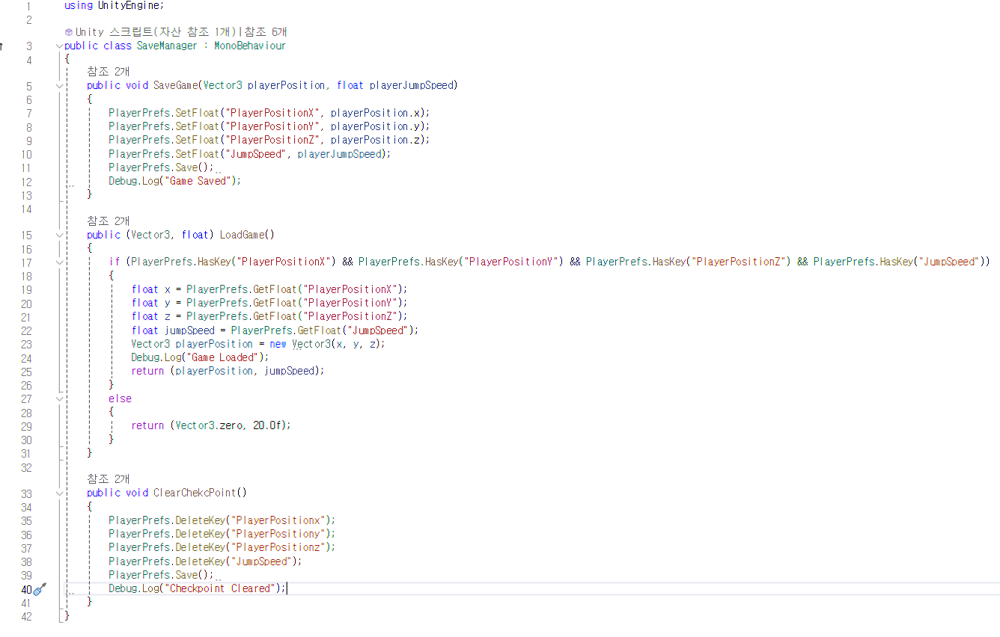 1 using UnityEngine;
2
Unity 스크립트(자산 참조 1개)|참조 6개
3 public class SaveManager : MonoBehaviour
4 {
참조 2개
5 public void SaveGame(Vector3 playerPosition, float playerJumpSpeed)
6 {
7 PlayerPrefs.SetFloat("PlayerPositionX", playerPosition.x);
8 PlayerPrefs.SetFloat("PlayerPositionY", playerPosition.y);
9 PlayerPrefs.SetFloat("PlayerPositionZ", playerPosition.z);
10 PlayerPrefs.SetFloat("JumpSpeed", playerJumpSpeed);
11 PlayerPrefs.Save();
12 Debug.Log("Game Saved");
13 }
14
참조 2개
15 public (Vector3, float) LoadGame()
16 {
17 if (PlayerPrefs.HasKey("PlayerPositionX") && PlayerPrefs.HasKey("PlayerPositionY") && PlayerPrefs.HasKey("PlayerPositionZ") && PlayerPrefs.HasKey("JumpSpeed"))
18 {
19 float x = PlayerPrefs.GetFloat("PlayerPositionX");
20 float y = PlayerPrefs.GetFloat("PlayerPositionY");
21 float z = PlayerPrefs.GetFloat("PlayerPositionZ");
22 float jumpSpeed = PlayerPrefs.GetFloat("JumpSpeed");
23 Vector3 playerPosition = new Vector3(x, y, z);
24 Debug.Log("Game Loaded");
25 return (playerPosition, jumpSpeed);
26 }
27 else
28 {
29 return (Vector3.zero, 20.0f);
30 }
31 }
32
참조 2개
33 public void ClearChekcPoint()
34 {
35 PlayerPrefs.DeleteKey("PlayerPositionx");
36 PlayerPrefs.DeleteKey("PlayerPositiony");
37 PlayerPrefs.DeleteKey("PlayerPositionz");
38 PlayerPrefs.DeleteKey("JumpSpeed");
39 PlayerPrefs.Save();
40 Debug.Log("Checkpoint Cleared");
41 }
42 }